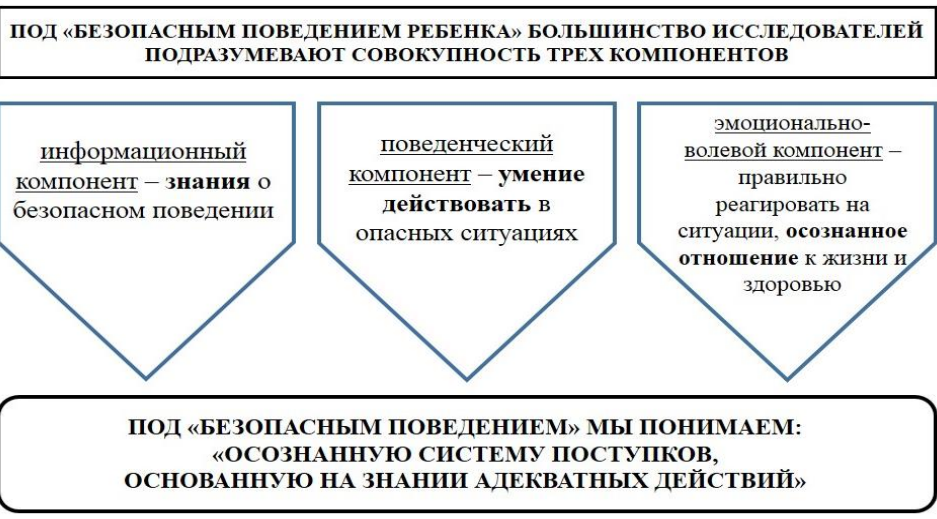 ПОД «БЕЗОПАСНЫМ ПОВЕДЕНИЕМ РЕБЕНКА» БОЛЬШИНСТВО ИССЛЕДОВАТЕЛЕЙ
ПОДРАЗУМЕВАЮТ СОВОКУПНОСТЬ ТРЕХ КОМПОНЕНТОВ
информационный
компонент – знания о
безопасном поведении
поведенческий
компонент – умение
действовать в
опасных ситуациях
эмоционально-
волевой компонент –
правильно
реагировать на
ситуации, осознанное
отношение к жизни и
здоровью
ПОД «БЕЗОПАСНЫМ ПОВЕДЕНИЕМ» МЫ ПОНИМАЕМ:
«ОСОЗНАННУЮ СИСТЕМУ ПОСТУПКОВ,
ОСНОВАННУЮ НА ЗНАНИИ АДЕКВАТНЫХ ДЕЙСТВИЙ»